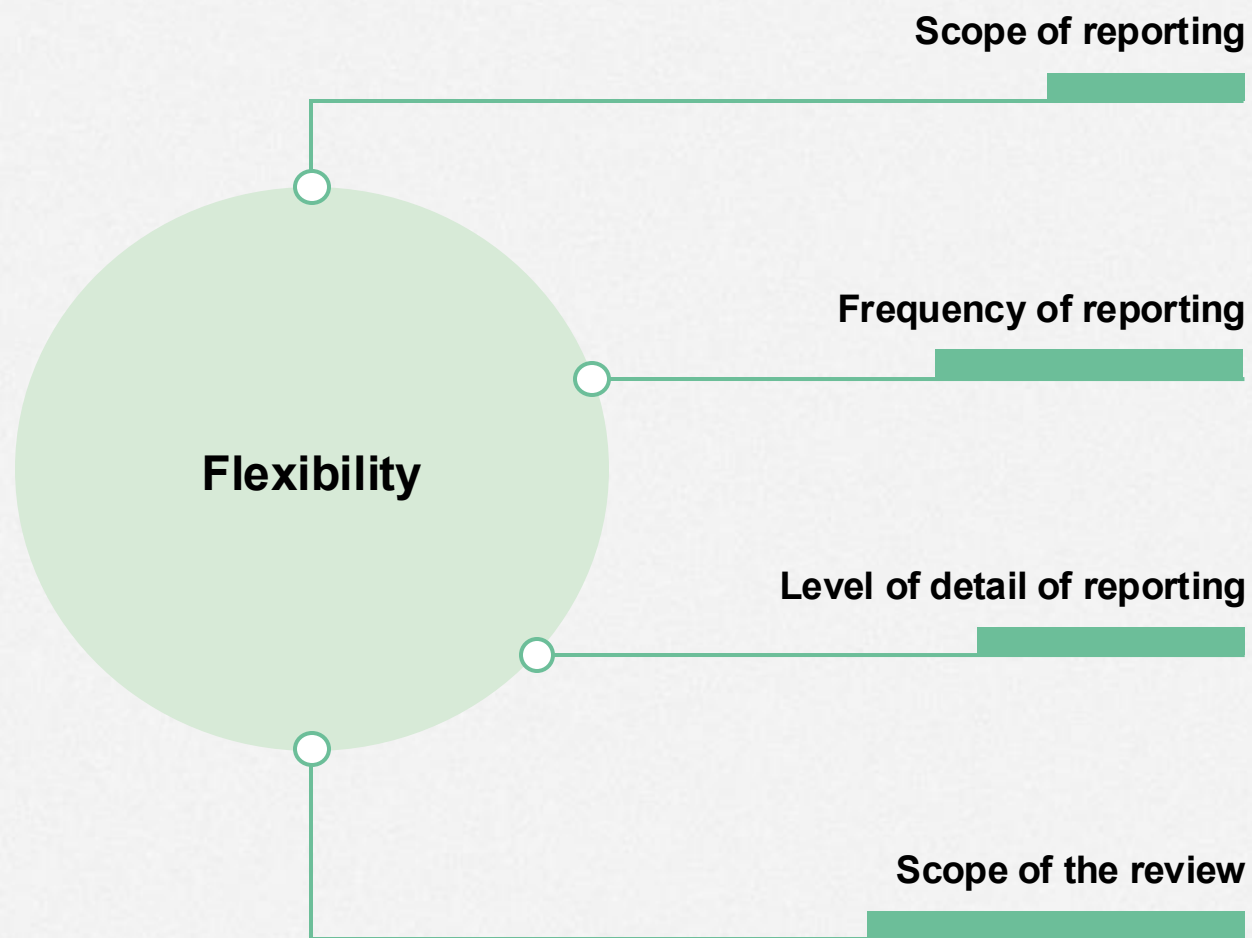 Scope of reporting
Frequency of reporting
Flexibility
Level of detail of reporting
Scope of the review